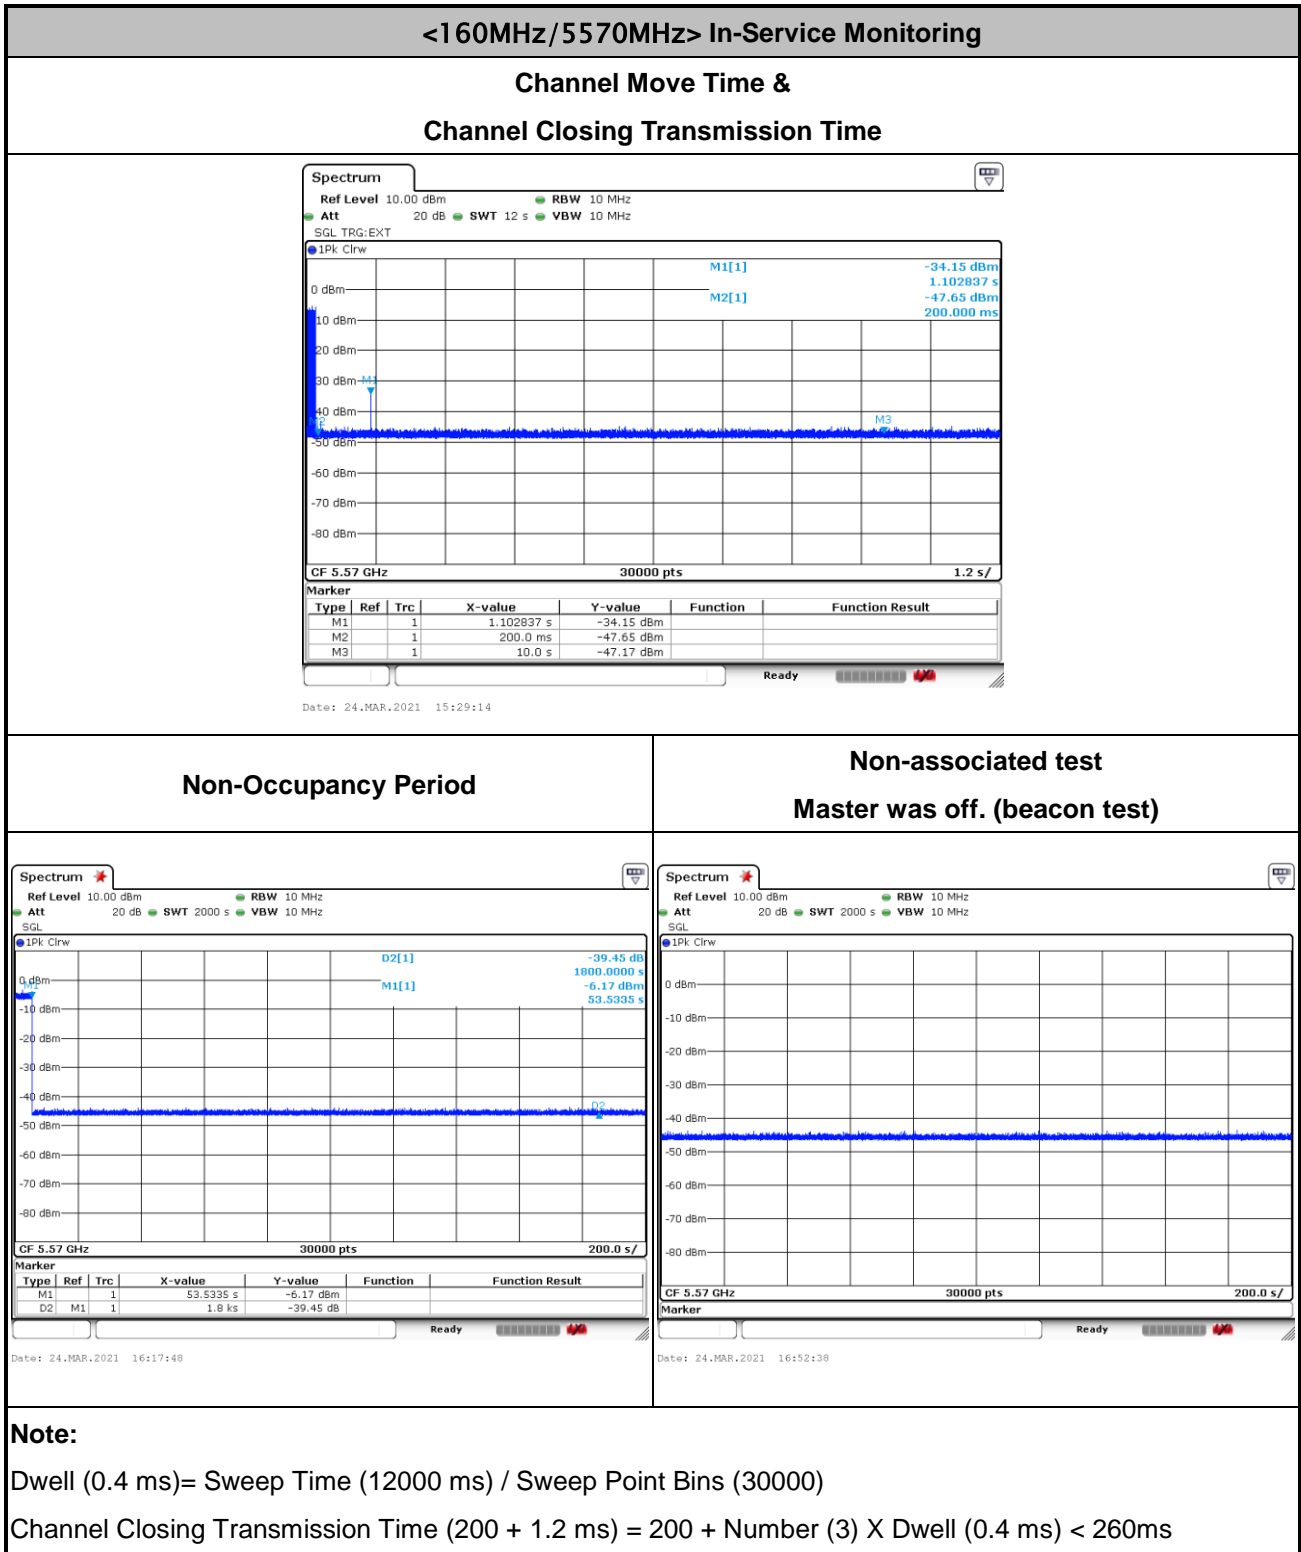 <160MHz/5570MHz> In-Service Monitoring
Channel Move Time &
Channel Closing Transmission Time
Spectrum
Ref Level 10.00 dBm RBW 10 MHz
Att 20 dB SWT 12 s VBW 10 MHz
SGL TRG:EXT
1Pk Clrw
M1[1] -34.15 dBm
1.102837 s
M2[1] -47.65 dBm
200.000 ms
0 dBm
10 dBm
20 dBm
30 dBm
M1
40 dBm
M2
M3
-50 dBm
-60 dBm
-70 dBm
-80 dBm
CF 5.57 GHz 30000 pts 1.2 s/
Marker
Type Ref Trc X-value Y-value Function Function Result
M1 1 1.102837 s -34.15 dBm
M2 1 200.0 ms -47.65 dBm
M3 1 10.0 s -47.17 dBm
Ready
Date: 24.MAR.2021 15:29:14
Non-Occupancy Period
Spectrum
Ref Level 10.00 dBm RBW 10 MHz
Att 20 dB SWT 2000 s VBW 10 MHz
SGL
1Pk Clrw
D2[1] -39.45 dB
1800.0000 s
M1[1] -6.17 dBm
53.5335 s
0 dBm
M1
-10 dBm
-20 dBm
-30 dBm
-40 dBm
D2
-50 dBm
-60 dBm
-70 dBm
-80 dBm
CF 5.57 GHz 30000 pts 200.0 s/
Marker
Type Ref Trc X-value Y-value Function Function Result
M1 1 53.5335 s -6.17 dBm
D2 M1 1 1.8 ks -39.45 dB
Ready
Date: 24.MAR.2021 16:17:48
Non-associated test
Master was off. (beacon test)
Spectrum
Ref Level 10.00 dBm RBW 10 MHz
Att 20 dB SWT 2000 s VBW 10 MHz
SGL
1Pk Clrw
0 dBm
-10 dBm
-20 dBm
-30 dBm
-40 dBm
-50 dBm
-60 dBm
-70 dBm
-80 dBm
CF 5.57 GHz 30000 pts 200.0 s/
Marker
Ready
Date: 24.MAR.2021 16:52:38
Note:
Dwell (0.4 ms)= Sweep Time (12000 ms) / Sweep Point Bins (30000)
Channel Closing Transmission Time (200 + 1.2 ms) = 200 + Number (3) X Dwell (0.4 ms) < 260ms